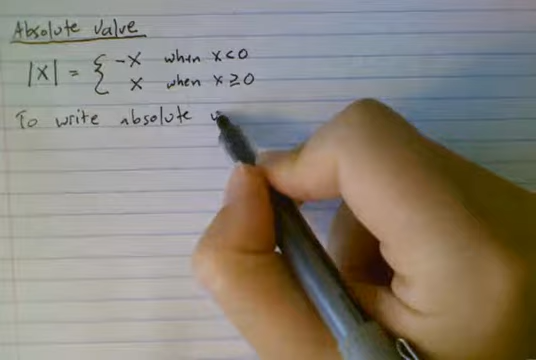 Absolute Value
|X| = { -X when X<0
X when X≥0
To write absolute